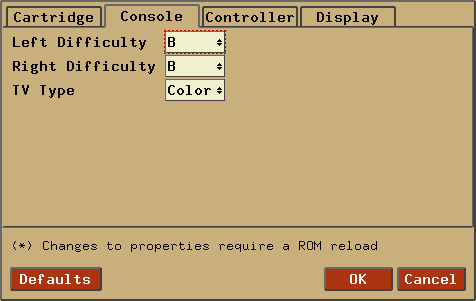 Cartridge Console Controller Display
Left Difficulty B
Right Difficulty B
TV Type Color
(*) Changes to properties require a ROM reload
Defaults OK Cancel